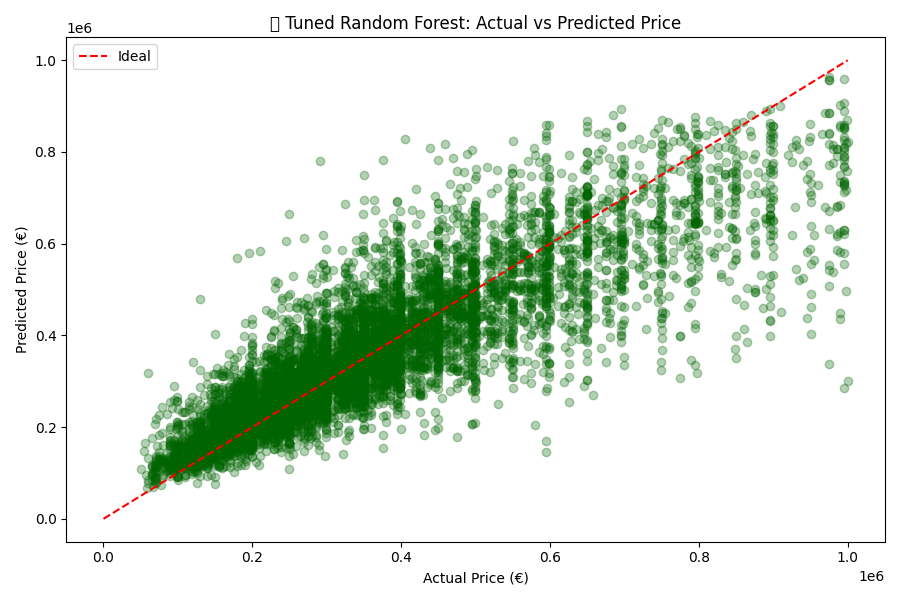 Tuned Random Forest: Actual vs Predicted Price
1e6
Ideal
1.0
0.8
0.6
0.4
0.2
0.0
Predicted Price (€)
0.0 0.2 0.4 0.6 0.8 1.0
1e6
Actual Price (€)